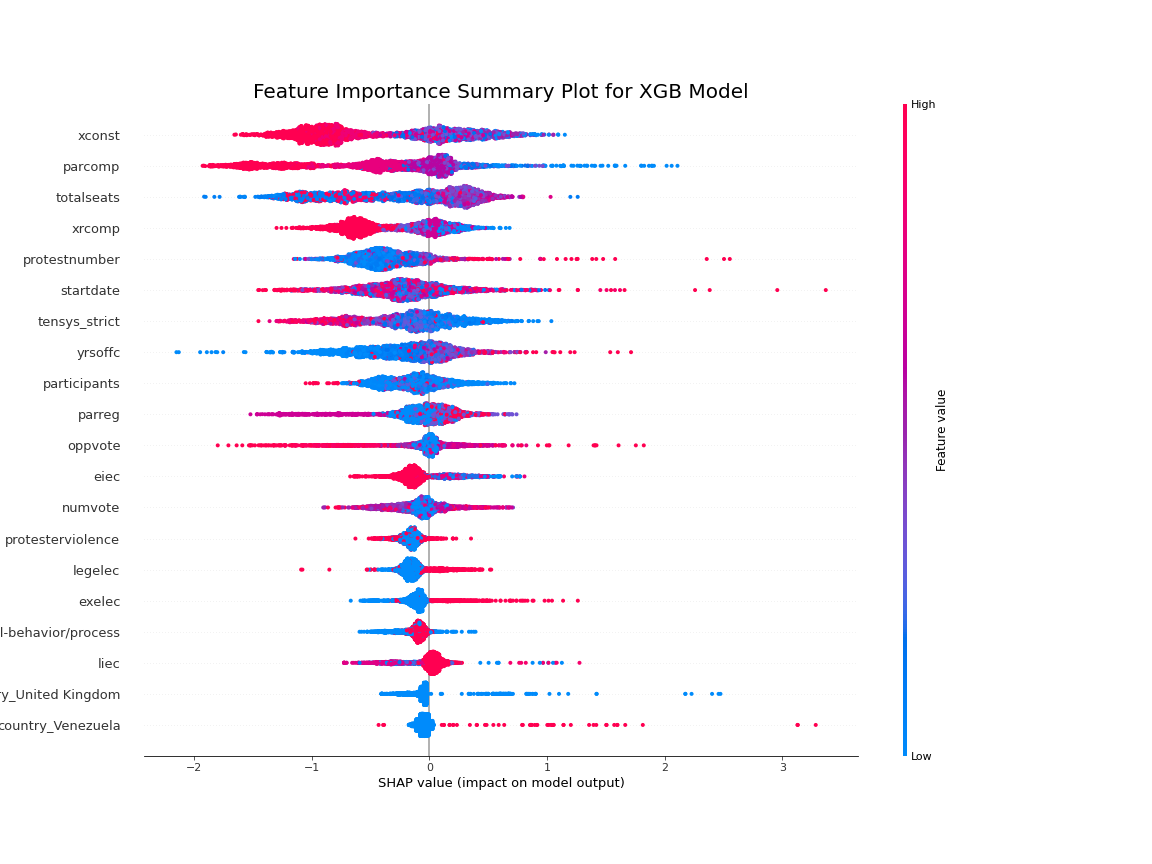 Feature Importance Summary Plot for XGB Model
High
xconst
parcomp
totalseats
xrcomp
protestnumber
startdate
tensys_strict
yrsoffc
participants
parreg
oppvote
eiec
numvote
protesterviolence
legelec
exelec
l-behavior/process
liec
ry_United Kingdom
country_Venezuela
Feature value
Low
−2 −1 0 1 2 3
SHAP value (impact on model output)